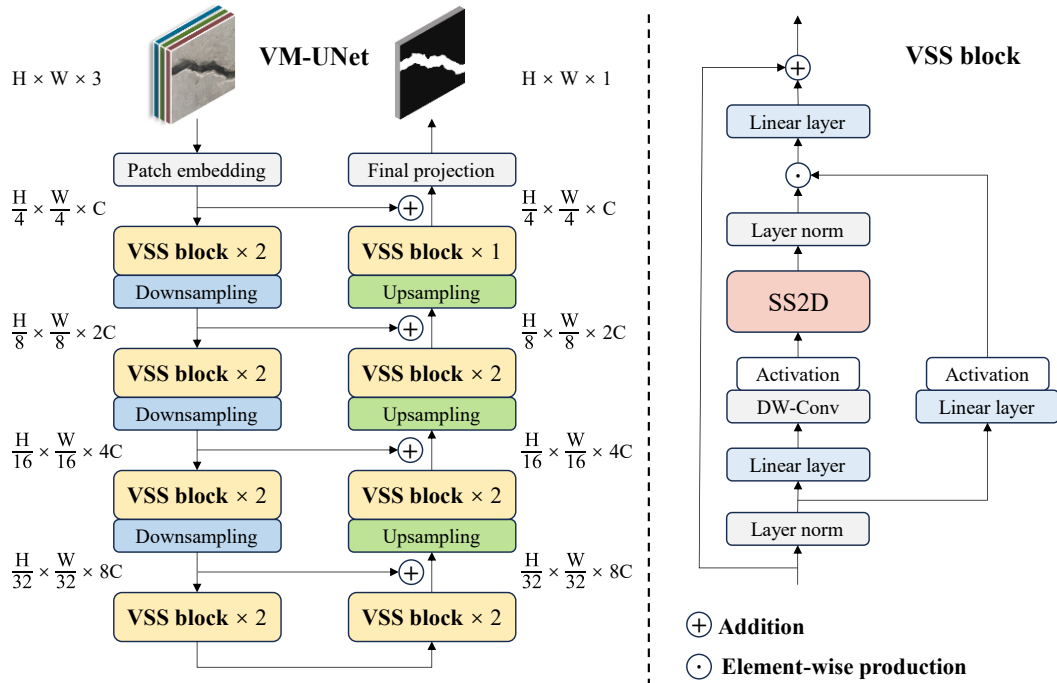 VM-UNet
H × W × 3
H × W × 1
Patch embedding
Final projection
H/4 × W/4 × C
+
H/4 × W/4 × C
VSS block × 2
VSS block × 1
Downsampling
Upsampling
H/8 × W/8 × 2C
+
H/8 × W/8 × 2C
VSS block × 2
VSS block × 2
Downsampling
Upsampling
H/16 × W/16 × 4C
+
H/16 × W/16 × 4C
VSS block × 2
VSS block × 2
Downsampling
Upsampling
H/32 × W/32 × 8C
+
H/32 × W/32 × 8C
VSS block × 2
VSS block × 2
VSS block
+
Linear layer
Layer norm
SS2D
Activation
DW-Conv
Linear layer
Layer norm
Activation
Linear layer
+ Addition
Element-wise production